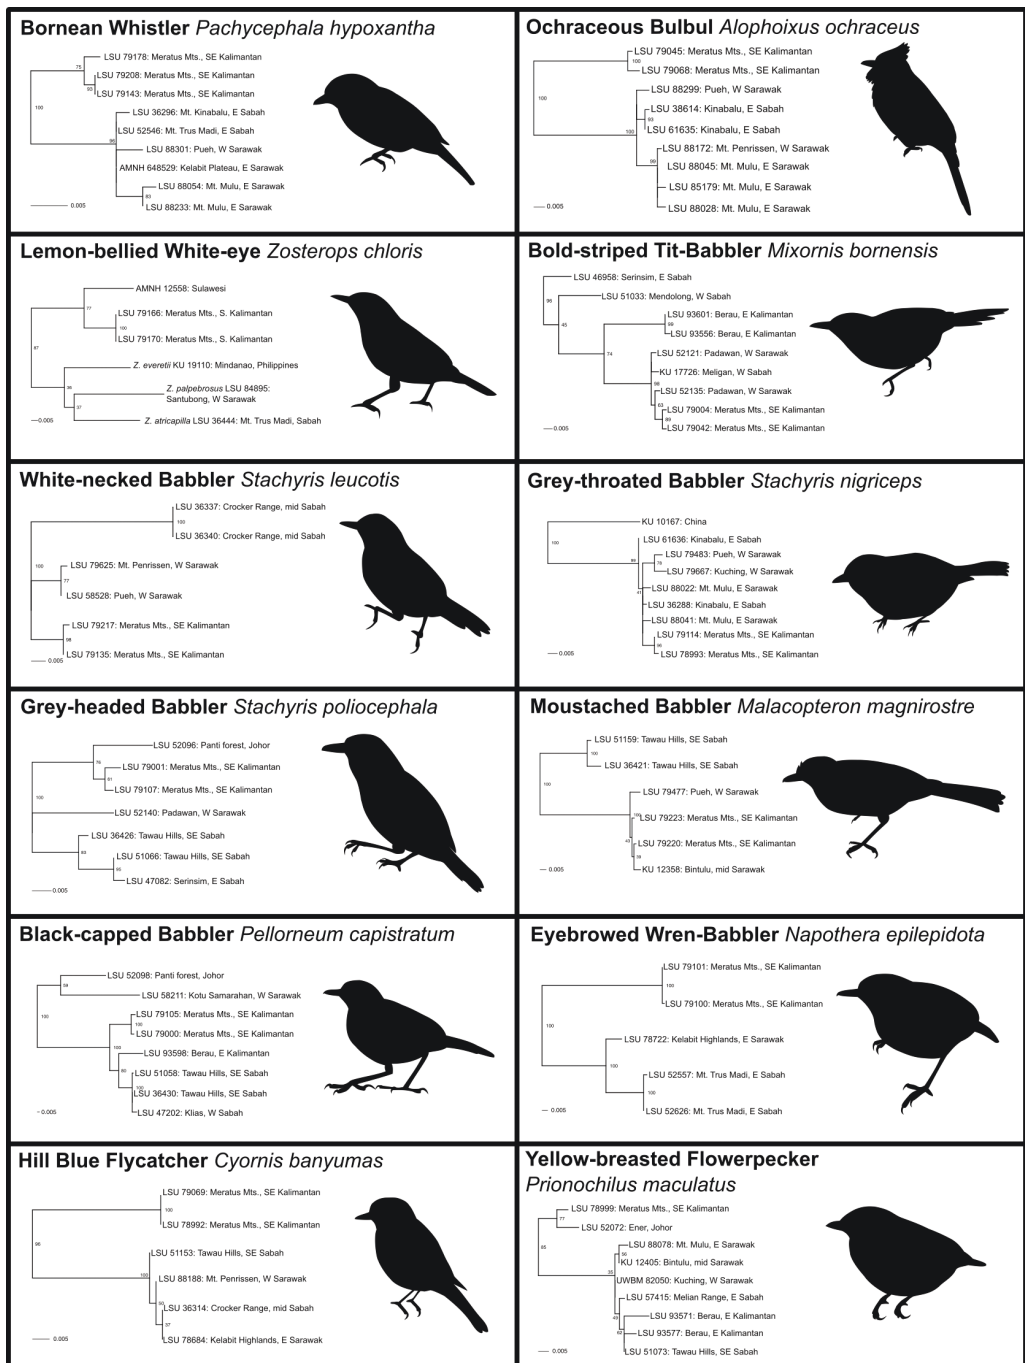 Bornean Whistler Pachycephala hypoxantha
LSU 79178: Meratus Mts., SE Kalimantan
75
LSU 79208: Meratus Mts., SE Kalimantan
93
LSU 79143: Meratus Mts., SE Kalimantan
100
LSU 36296: Mt. Kinabalu, E Sabah
LSU 52546: Mt. Trus Madi, E Sabah
96
LSU 88301: Pueh, W Sarawak
AMNH 648529: Kelabit Plateau, E Sarawak
LSU 88054: Mt. Mulu, E Sarawak
83
LSU 88233: Mt. Mulu, E Sarawak
0.005
Ochraceous Bulbul Alophoixus ochraceus
LSU 79045: Meratus Mts., SE Kalimantan
100
LSU 79068: Meratus Mts., SE Kalimantan
100
LSU 88299: Pueh, W Sarawak
LSU 38614: Kinabalu, E Sabah
93
LSU 61635: Kinabalu, E Sabah
100
LSU 88172: Mt. Penrissen, W Sarawak
99
LSU 88045: Mt. Mulu, E Sarawak
LSU 85179: Mt. Mulu, E Sarawak
LSU 88028: Mt. Mulu, E Sarawak
0.005
Lemon-bellied White-eye Zosterops chloris
AMNH 12558: Sulawesi
77
LSU 79166: Meratus Mts., S. Kalimantan
100
LSU 79170: Meratus Mts., S. Kalimantan
87
Z. everetii KU 19110: Mindanao, Philippines
36
Z. palpebrosus LSU 84895:
Santubong, W Sarawak
37
Z. atricapilla LSU 36444: Mt. Trus Madi, Sabah
0.005
Bold-striped Tit-Babbler Mixornis bornensis
LSU 46958: Serinsim, E Sabah
96
LSU 51033: Mendolong, W Sabah
45
LSU 93601: Berau, E Kalimantan
LSU 93556: Berau, E Kalimantan
74
LSU 52121: Padawan, W Sarawak
KU 17726: Meligan, W Sabah
98
LSU 52135: Padawan, W Sarawak
63
LSU 79004: Meratus Mts., SE Kalimantan
LSU 79042: Meratus Mts., SE Kalimantan
0.005
White-necked Babbler Stachyris leucotis
LSU 36337: Crocker Range, mid Sabah
100
LSU 36340: Crocker Range, mid Sabah
100
LSU 79625: Mt. Penrissen, W Sarawak
77
LSU 58528: Pueh, W Sarawak
LSU 79217: Meratus Mts., SE Kalimantan
98
LSU 79135: Meratus Mts., SE Kalimantan
0.005
Grey-throated Babbler Stachyris nigriceps
KU 10167: China
100
LSU 61636: Kinabalu, E Sabah
LSU 79483: Pueh, W Sarawak
78
LSU 79667: Kuching, W Sarawak
LSU 88022: Mt. Mulu, E Sarawak
41
LSU 36288: Kinabalu, E Sabah
LSU 88041: Mt. Mulu, E Sarawak
LSU 79114: Meratus Mts., SE Kalimantan
96
LSU 78993: Meratus Mts., SE Kalimantan
0.005
Grey-headed Babbler Stachyris poliocephala
LSU 52096: Panti forest, Johor
76
LSU 79001: Meratus Mts., SE Kalimantan
81
LSU 79107: Meratus Mts., SE Kalimantan
100
LSU 52140: Padawan, W Sarawak
LSU 36426: Tawau Hills, SE Sabah
83
LSU 51066: Tawau Hills, SE Sabah
95
LSU 47082: Serinsim, E Sabah
0.005
Moustached Babbler Malacopteron magnirostre
LSU 51159: Tawau Hills, SE Sabah
100
LSU 36421: Tawau Hills, SE Sabah
100
LSU 79477: Pueh, W Sarawak
100
LSU 79223: Meratus Mts., SE Kalimantan
43
LSU 79220: Meratus Mts., SE Kalimantan
KU 12358: Bintulu, mid Sarawak
0.005
Black-capped Babbler Pellorneum capistratum
LSU 52098: Panti forest, Johor
59
LSU 58211: Kotu Samarahan, W Sarawak
100
LSU 79105: Meratus Mts., SE Kalimantan
100
LSU 79000: Meratus Mts., SE Kalimantan
100
LSU 93598: Berau, E Kalimantan
LSU 51058: Tawau Hills, SE Sabah
100
LSU 36430: Tawau Hills, SE Sabah
LSU 47202: Klias, W Sabah
0.005
Eyebrowed Wren-Babbler Napothera epilepidota
LSU 79101: Meratus Mts., SE Kalimantan
100
LSU 79100: Meratus Mts., SE Kalimantan
100
LSU 78722: Kelabit Highlands, E Sarawak
100
LSU 52557: Mt. Trus Madi, E Sabah
100
LSU 52626: Mt. Trus Madi, E Sabah
0.005
Hill Blue Flycatcher Cyornis banyumas
LSU 79069: Meratus Mts., SE Kalimantan
100
LSU 78992: Meratus Mts., SE Kalimantan
96
LSU 51153: Tawau Hills, SE Sabah
100
LSU 88188: Mt. Penrissen, W Sarawak
50
LSU 36314: Crocker Range, mid Sabah
37
LSU 78684: Kelabit Highlands, E Sarawak
0.005
Yellow-breasted Flowerpecker
Prionochilus maculatus
LSU 78999: Meratus Mts., SE Kalimantan
77
LSU 52072: Ener, Johor
85
LSU 88078: Mt. Mulu, E Sarawak
56
KU 12405: Bintulu, mid Sarawak
35
UWBM 82050: Kuching, W Sarawak
LSU 57415: Melian Range, E Sabah
LSU 93571: Berau, E Kalimantan
LSU 93577: Berau, E Kalimantan
LSU 51073: Tawau Hills, SE Sabah
0.005